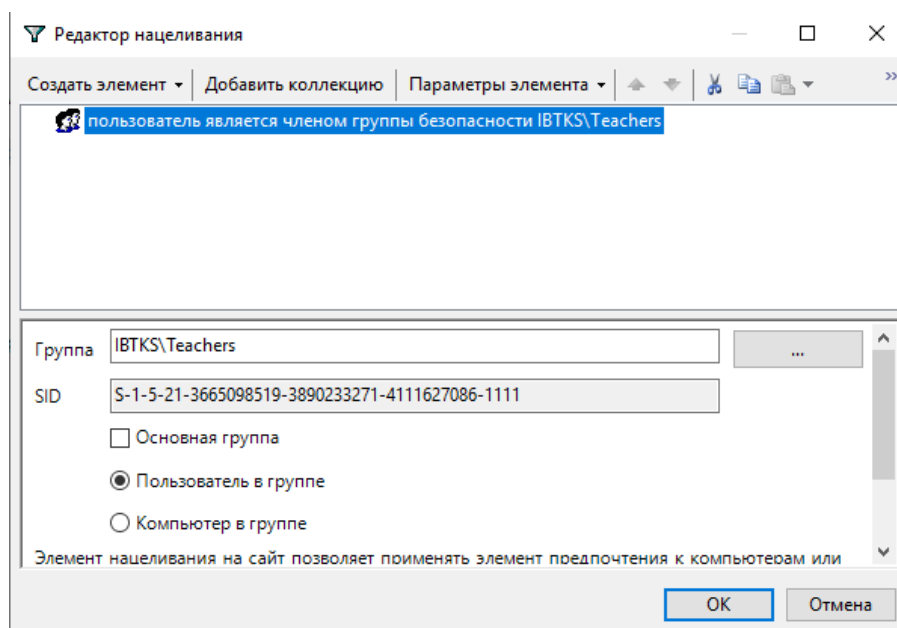 Редактор нацеливания
Создать элемент Добавить коллекцию Параметры элемента »
пользователь является членом группы безопасности IBTKS\Teachers
Группа IBTKS\Teachers ...
SID S-1-5-21-3665098519-3890233271-4111627086-1111
Основная группа
Пользователь в группе
Компьютер в группе
Элемент нацеливания на сайт позволяет применять элемент предпочтения к компьютерам или
ОК Отмена